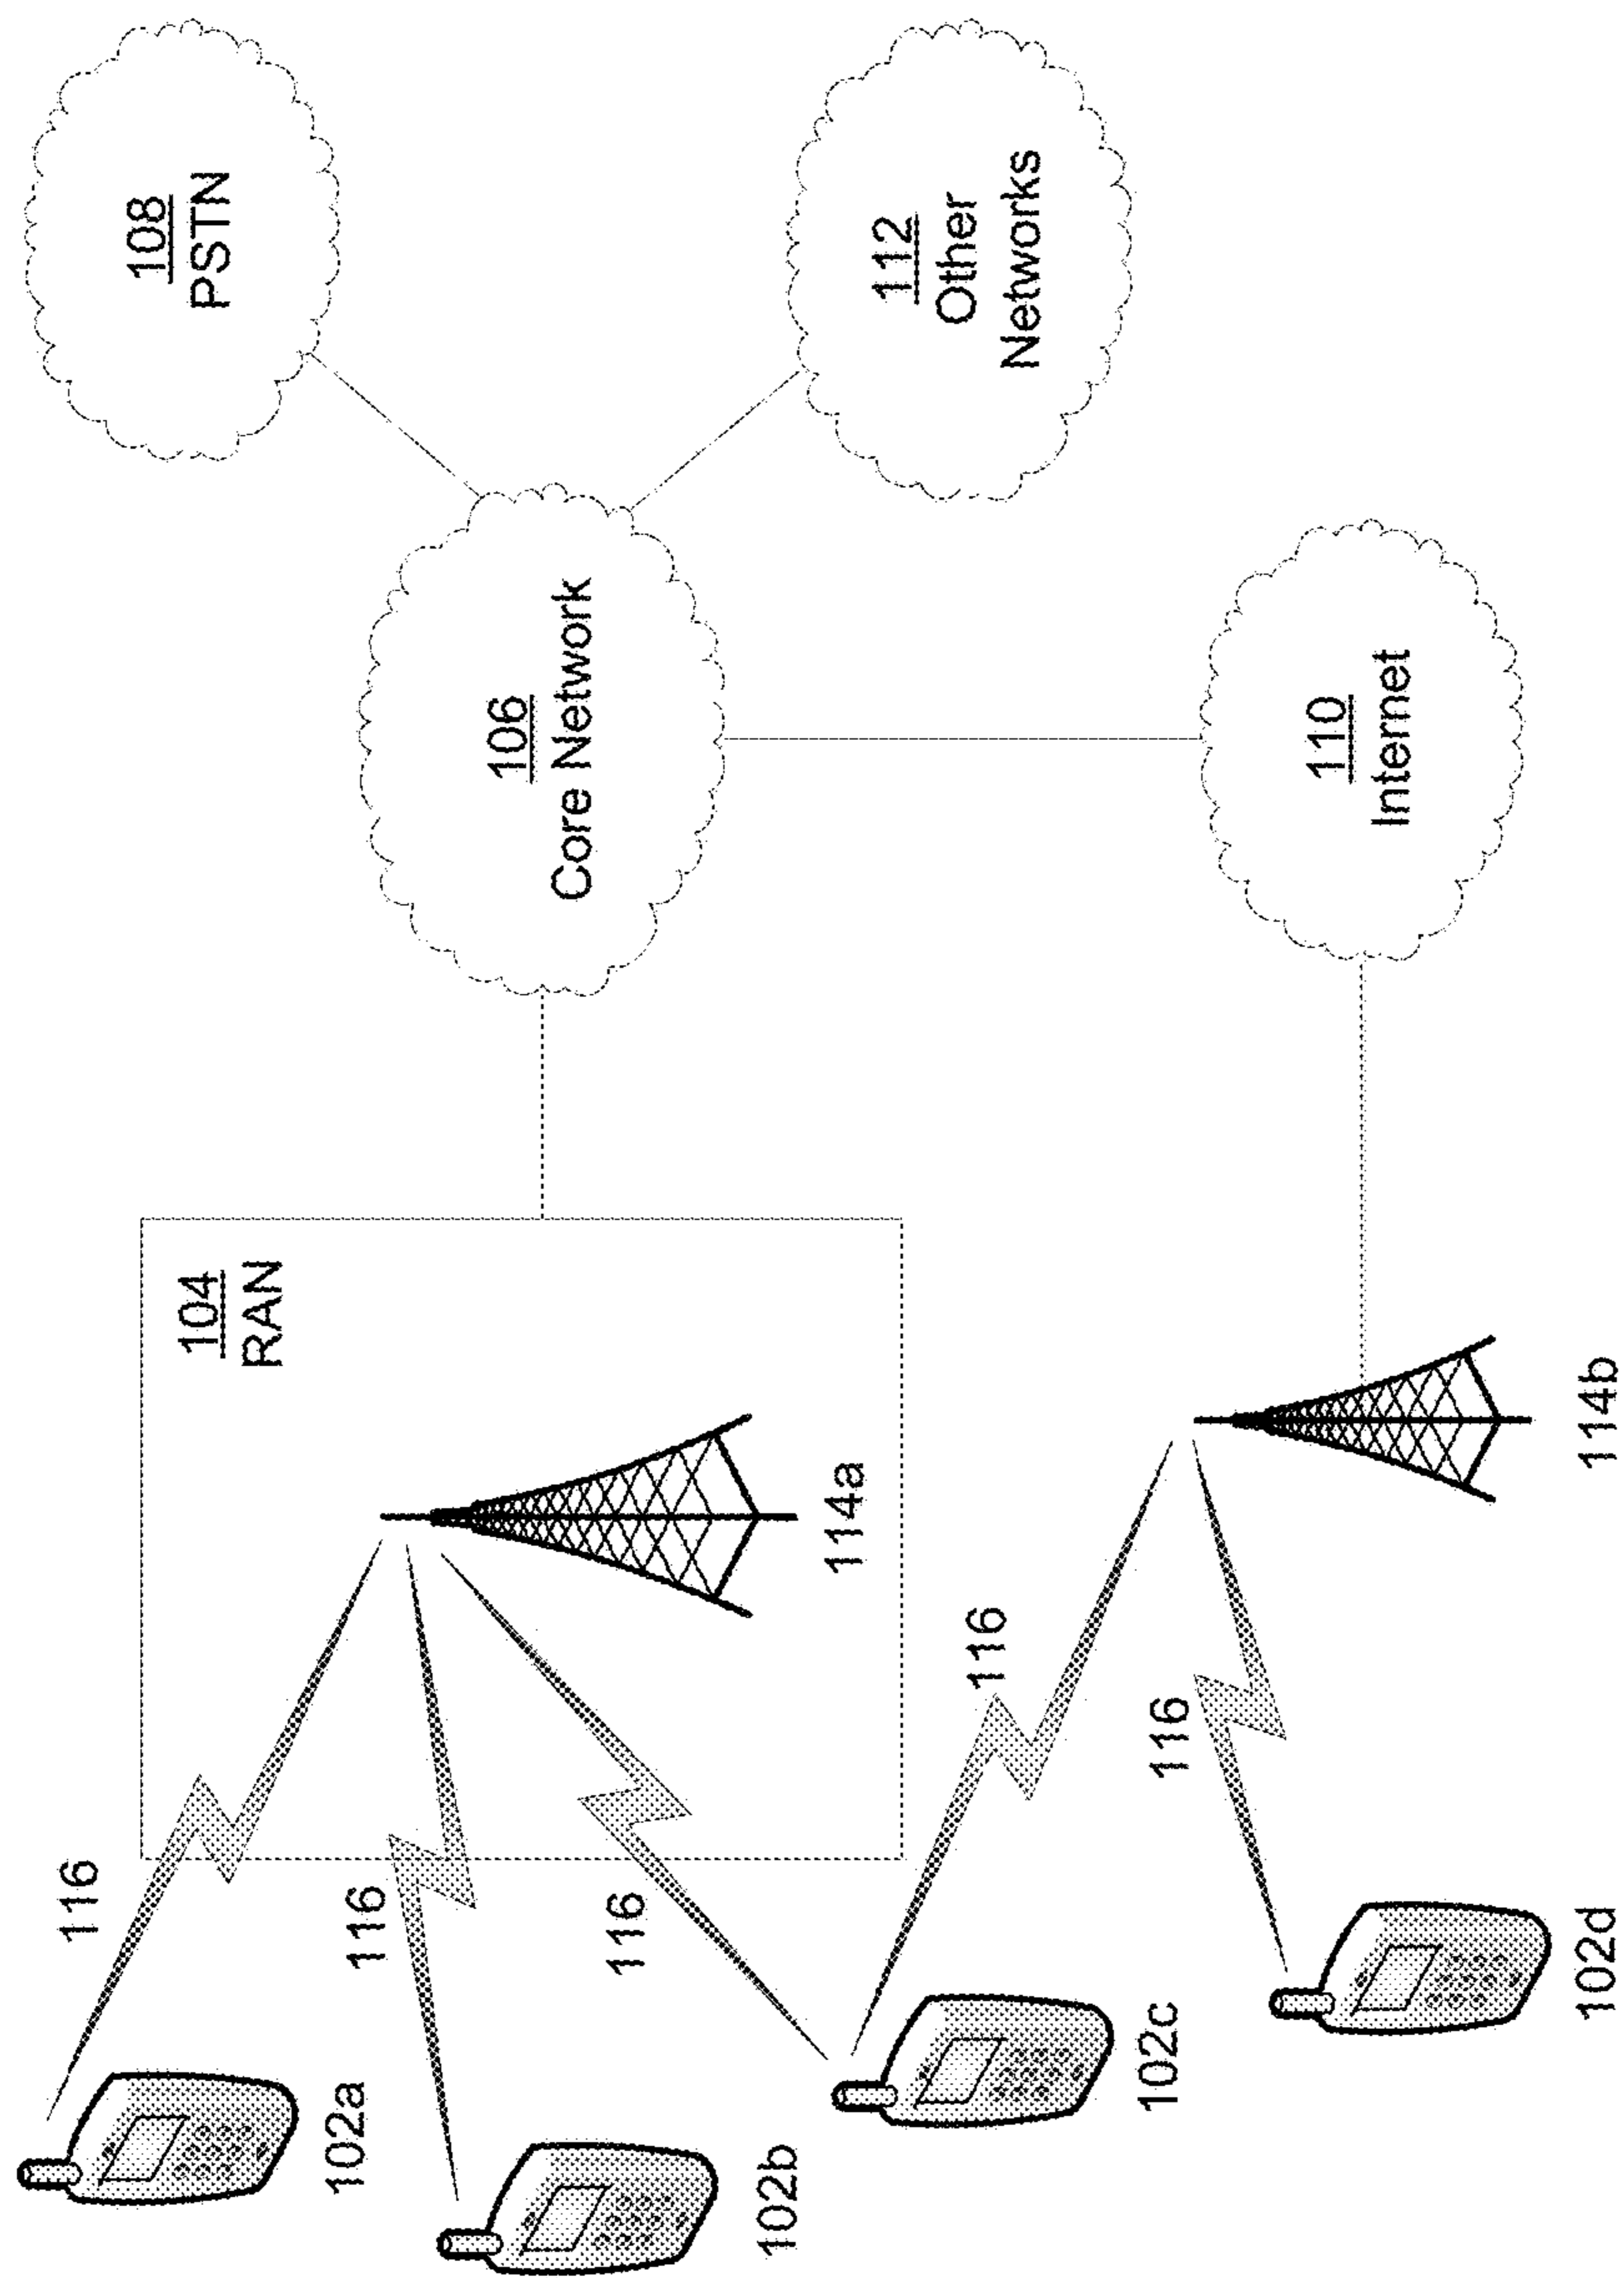 108
PSTN
106
Core Network
112
Other
Networks
104
RAN
110
Internet
116
114a
102a
116
102b
116
116
102c
114b
116
102d